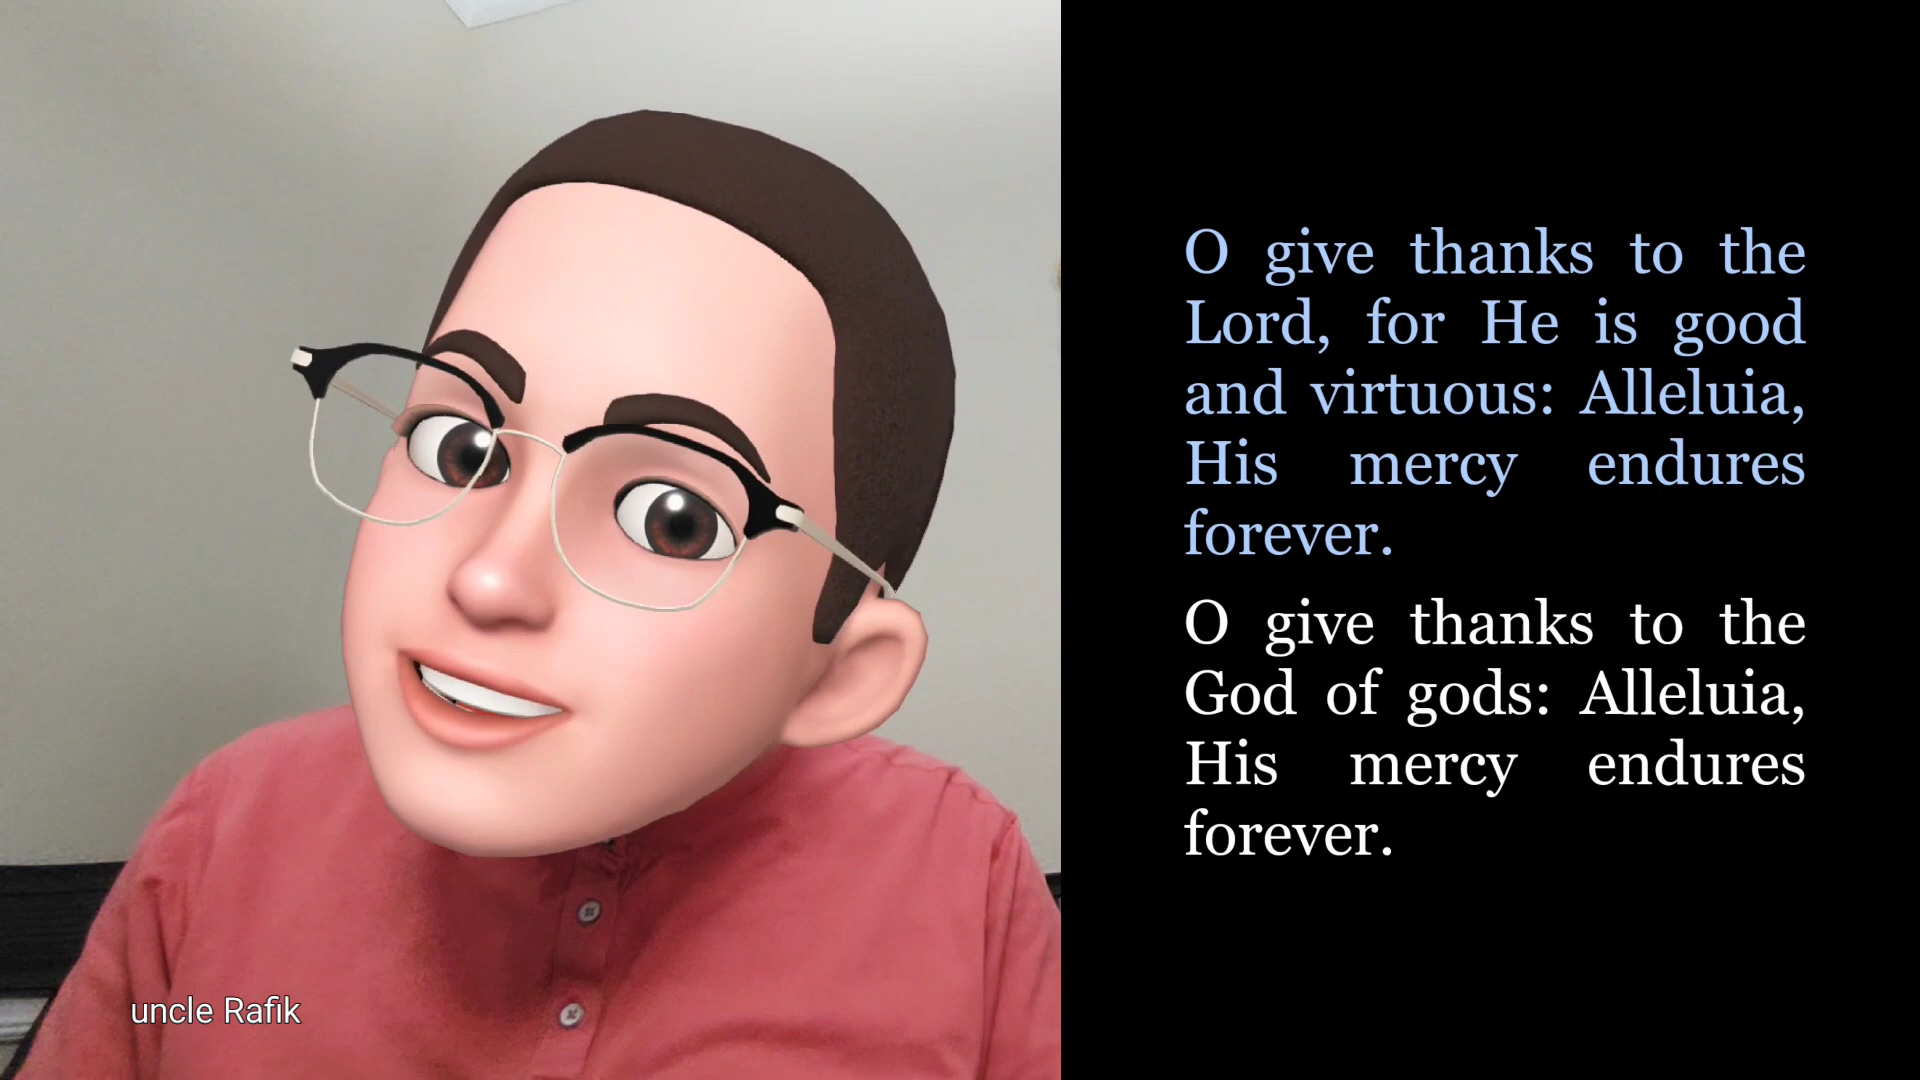 O give thanks to the
Lord, for He is good
and virtuous: Alleluia,
His mercy endures
forever.
O give thanks to the
God of gods: Alleluia,
His mercy endures
forever.
uncle Rafik